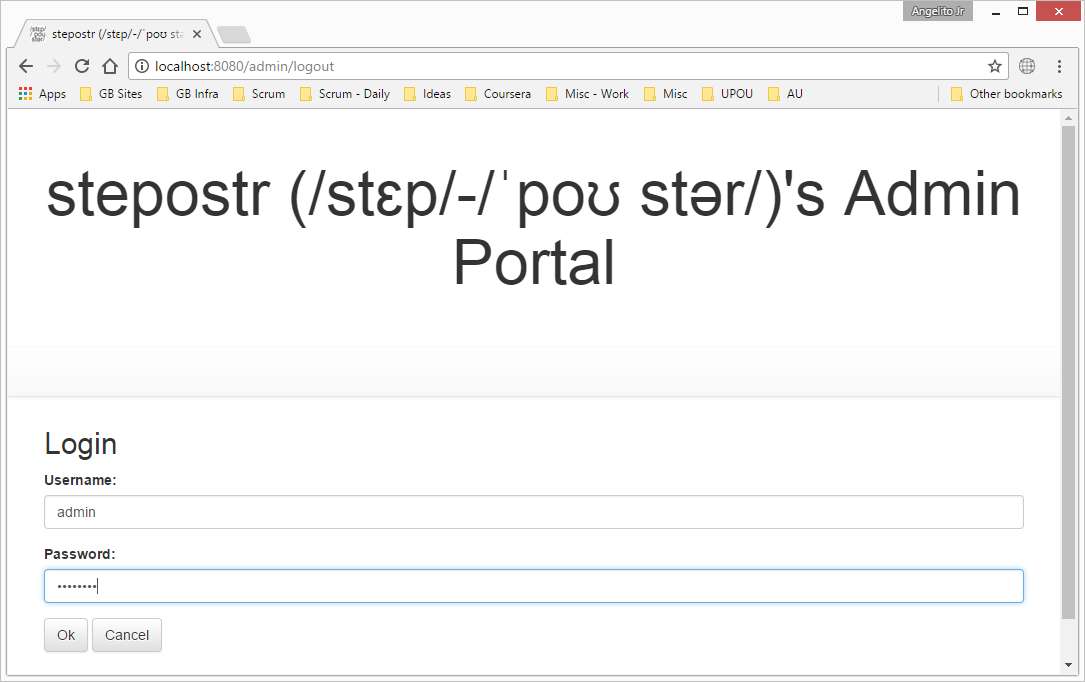 Angelito Jr
stepostr (/stɛp/-/ˈpoʊ sta
localhost:8080/admin/logout
Apps GB Sites GB Infra Scrum Scrum - Daily Ideas Coursera Misc - Work Misc UPOU AU Other bookmarks
stepostr (/stɛp/-/ˈpoʊ stər/)'s Admin
Portal
Login
Username:
admin
Password:
••••••••
Ok Cancel